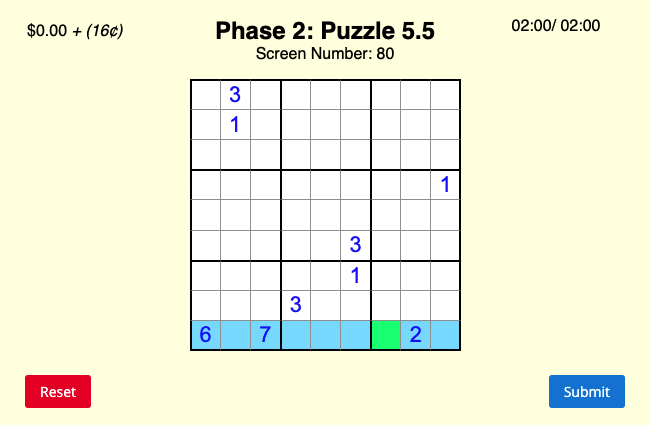 $0.00 + (16¢)
Phase 2: Puzzle 5.5
02:00/ 02:00
Screen Number: 80
3
1
1
3
1
3
6 7 2
Reset
Submit